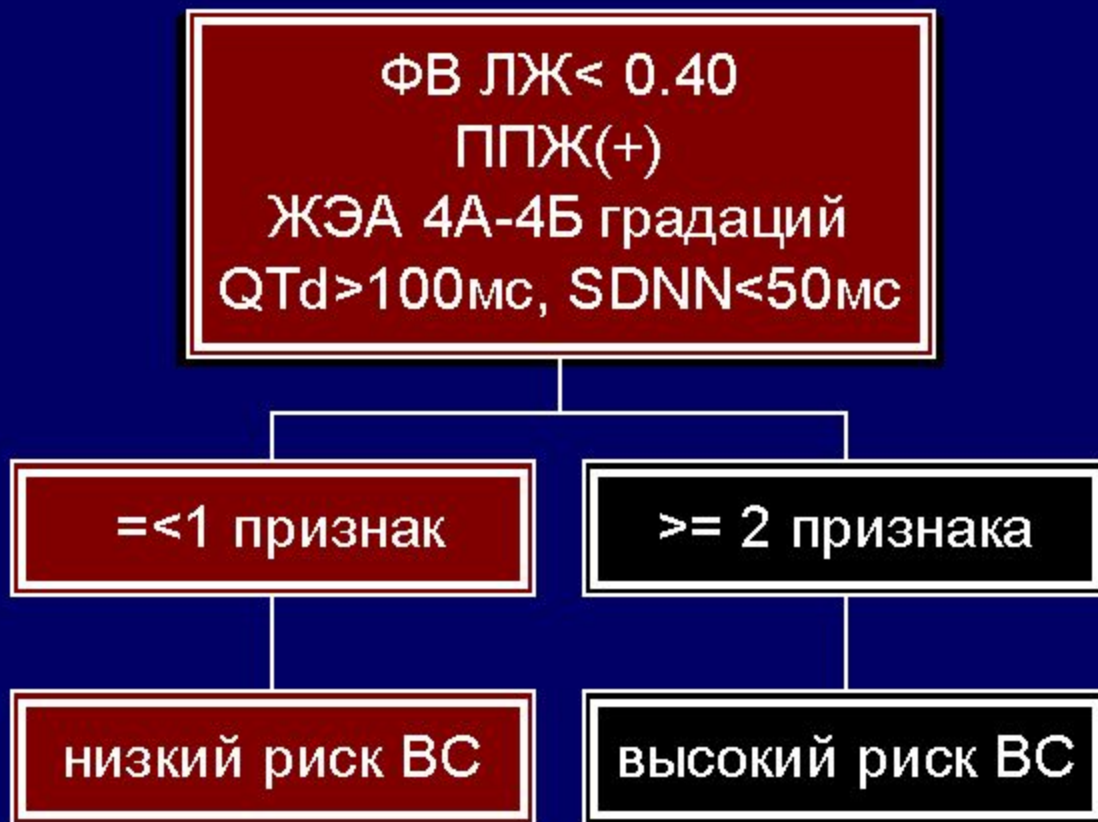 ФВ ЛЖ< 0.40
ППЖ(+)
ЖЭА 4А-4Б градаций
QTd>100мс, SDNN<50мс
=<1 признак
>= 2 признака
низкий риск ВС
высокий риск ВС